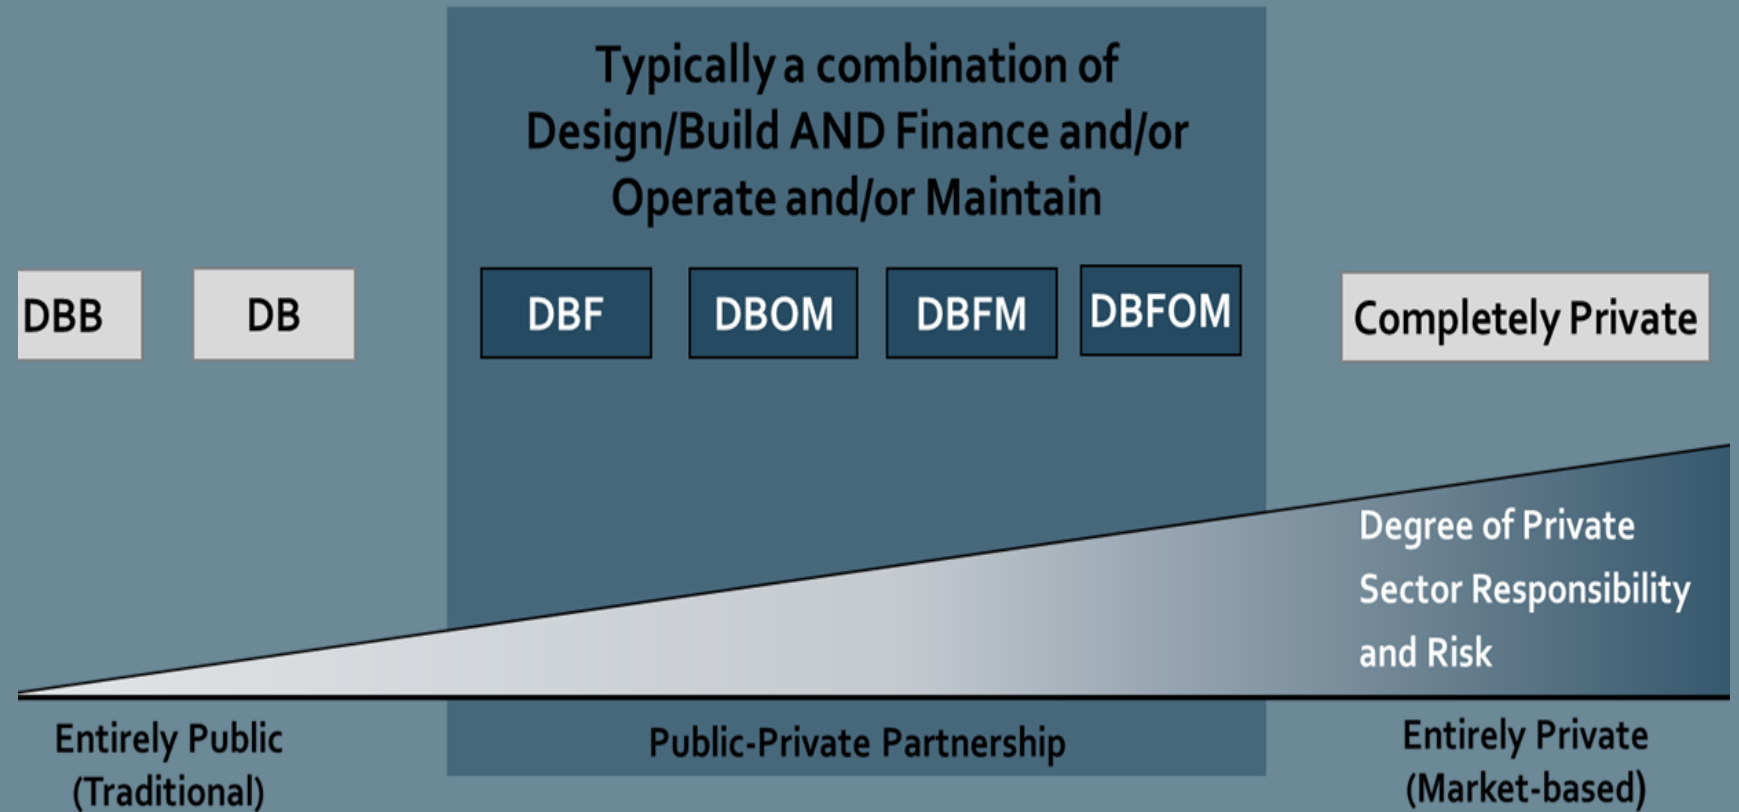 Typically a combination of
Design/Build AND Finance and/or
Operate and/or Maintain
DBB
DB
DBF
DBOM
DBFM
DBFOM
Completely Private
Degree of Private
Sector Responsibility
and Risk
Entirely Public
(Traditional)
Public-Private Partnership
Entirely Private
(Market-based)